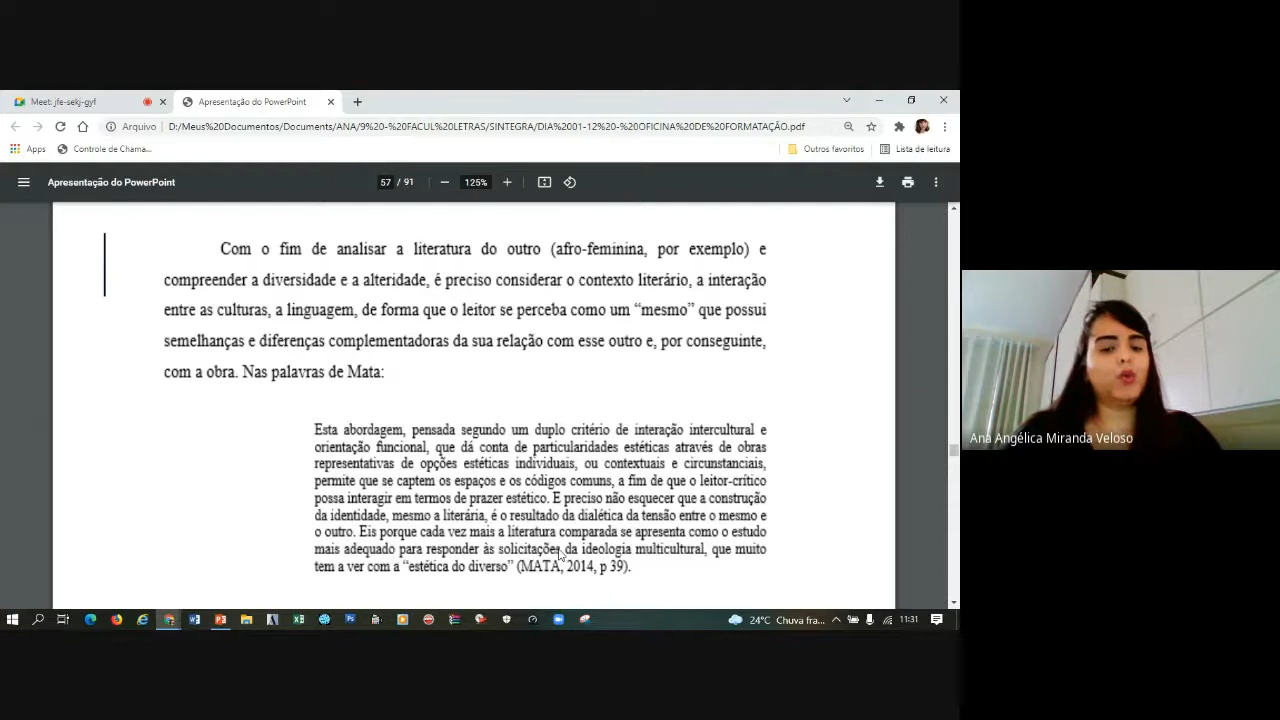 Meet: jfe-sekj-gyf
Apresentação do PowerPoint
Arquivo
D:/Meus%20Documentos/Documents/ANA/9%20-%20FACUL%20LETRAS/SINTEGRA/DIA%2001-12%20-%20OFICINA%20DE%20FORMATAÇÃO.pdf
Apps
Controle de Chama...
Outros favoritos
Lista de leitura
Apresentação do PowerPoint
57 / 91
125%
Com o fim de analisar a literatura do outro (afro-feminina, por exemplo) e
compreender a diversidade e a alteridade, é preciso considerar o contexto literário, a interação
entre as culturas, a linguagem, de forma que o leitor se perceba como um “mesmo” que possui
semelhanças e diferenças complementadoras da sua relação com esse outro e, por conseguinte,
com a obra. Nas palavras de Mata:
Esta abordagem, pensada segundo um duplo critério de interação intercultural e
orientação funcional, que dá conta de particularidades estéticas através de obras
representativas de opções estéticas individuais, ou contextuais e circunstanciais,
permite que se captem os espaços e os códigos comuns, a fim de que o leitor-crítico
possa interagir em termos de prazer estético. E preciso não esquecer que a construção
da identidade, mesmo a literária, é o resultado da dialética da tensão entre o mesmo e
o outro. Eis porque cada vez mais a literatura comparada se apresenta como o estudo
mais adequado para responder às solicitações da ideologia multicultural, que muito
tem a ver com a “estética do diverso” (MATA, 2014, p 39).
Ana Angélica Miranda Veloso
24°C Chuva fra...
11:31